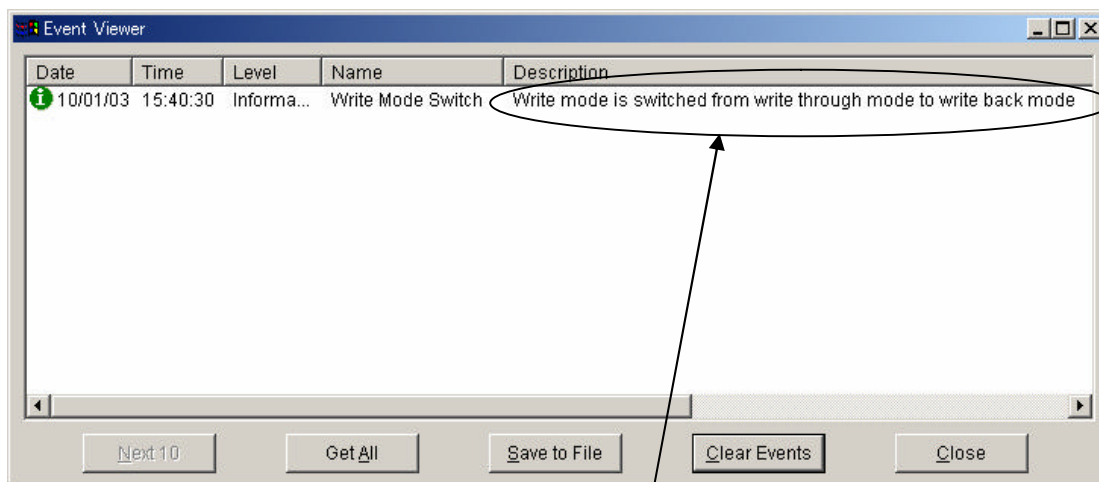 Event Viewer
Date Time Level Name Description
10/01/03 15:40:30 Informa... Write Mode Switch Write mode is switched from write through mode to write back mode
Next 10 Get All Save to File Clear Events Close